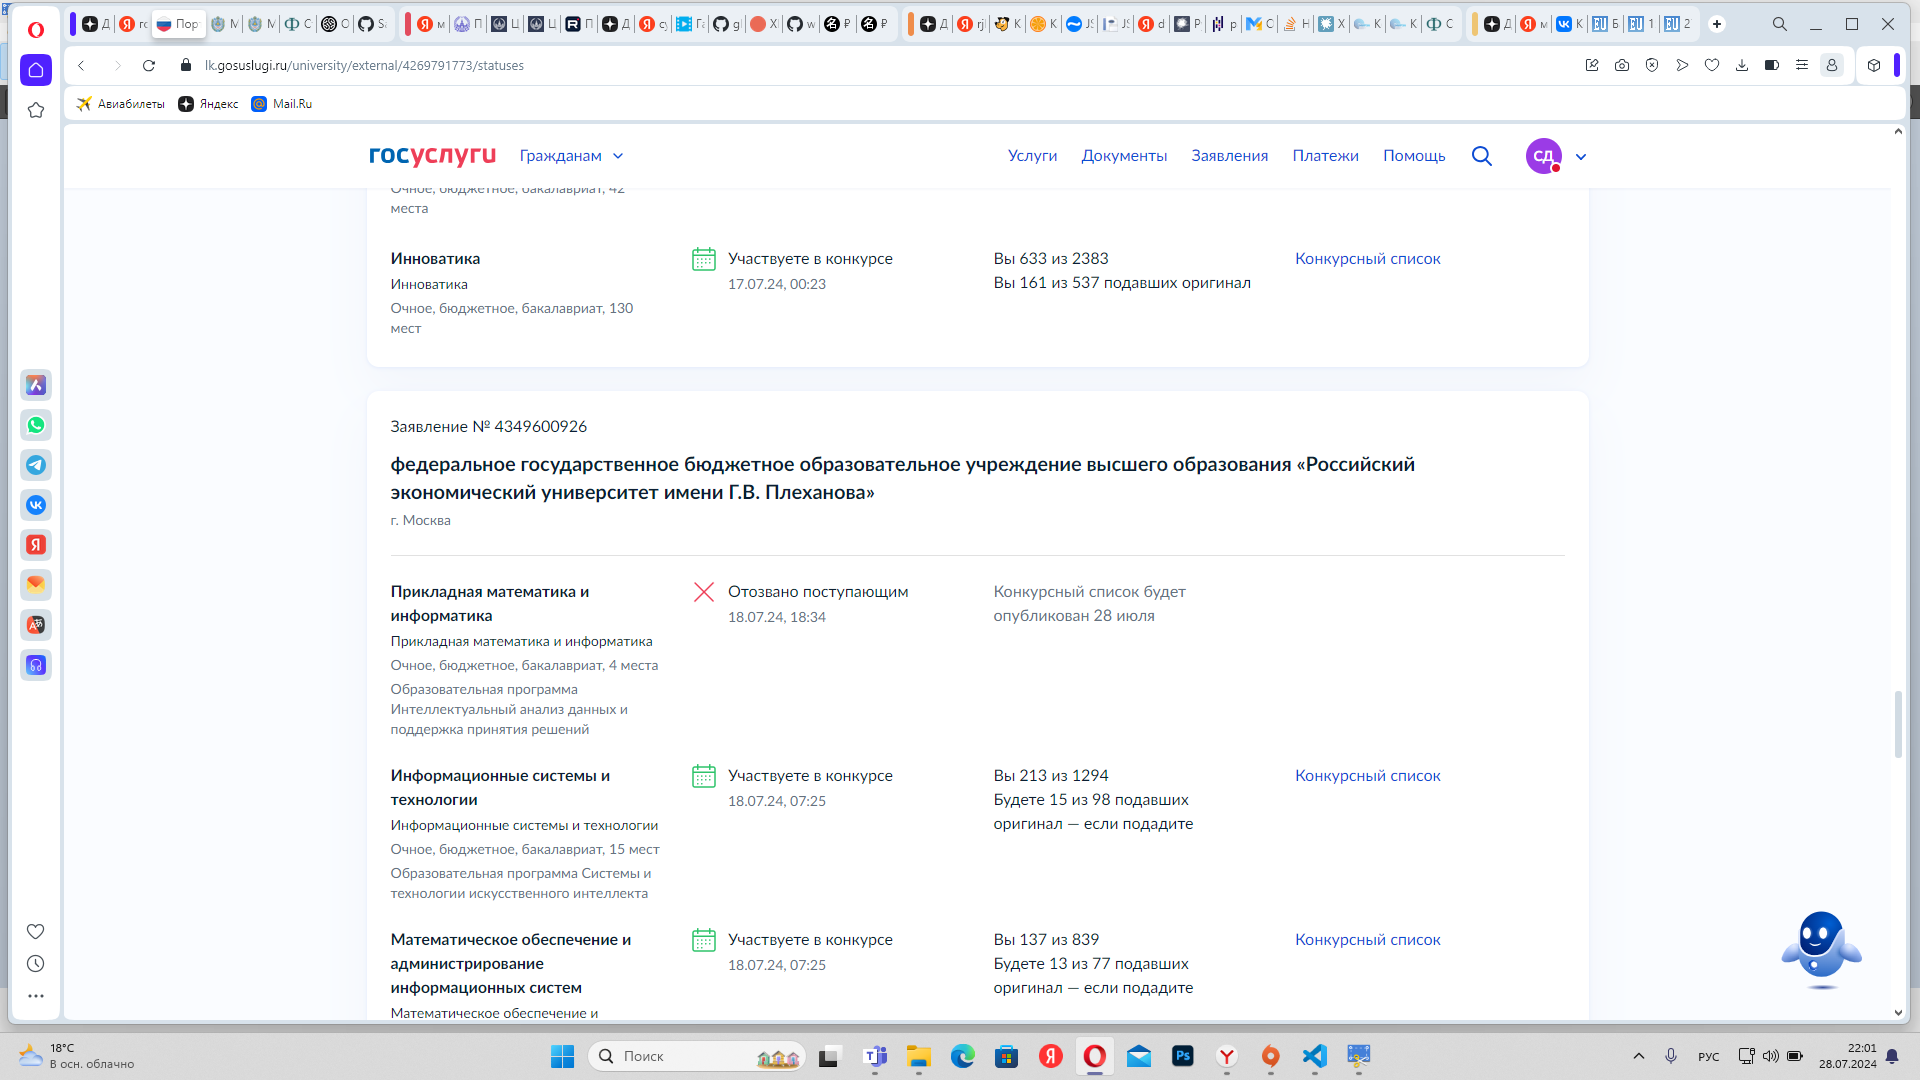 Пор
lk.gosuslugi.ru/university/external/4269791773/statuses
Авиабилеты
Яндекс
Mail.Ru
госуслуги
Гражданам
Услуги
Документы
Заявления
Платежи
Помощь
СД
Очное, бюджетное, бакалавриат, 42
места
Инноватика
Инноватика
Очное, бюджетное, бакалавриат, 130
мест
Участвуете в конкурсе
17.07.24, 00:23
Вы 633 из 2383
Вы 161 из 537 подавших оригинал
Конкурсный список
Заявление № 4349600926
федеральное государственное бюджетное образовательное учреждение высшего образования «Российский
экономический университет имени Г.В. Плеханова»
г. Москва
Прикладная математика и
информатика
Прикладная математика и информатика
Очное, бюджетное, бакалавриат, 4 места
Образовательная программа
Интеллектуальный анализ данных и
поддержка принятия решений
Отозвано поступающим
18.07.24, 18:34
Конкурсный список будет
опубликован 28 июля
Информационные системы и
технологии
Информационные системы и технологии
Очное, бюджетное, бакалавриат, 15 мест
Образовательная программа Системы и
технологии искусственного интеллекта
Участвуете в конкурсе
18.07.24, 07:25
Вы 213 из 1294
Будете 15 из 98 подавших
оригинал — если подадите
Конкурсный список
Математическое обеспечение и
администрирование
информационных систем
Математическое обеспечение и
Участвуете в конкурсе
18.07.24, 07:25
Вы 137 из 839
Будете 13 из 77 подавших
оригинал — если подадите
Конкурсный список
18°C
В осн. облачно
Поиск
РУС
22:01
28.07.2024